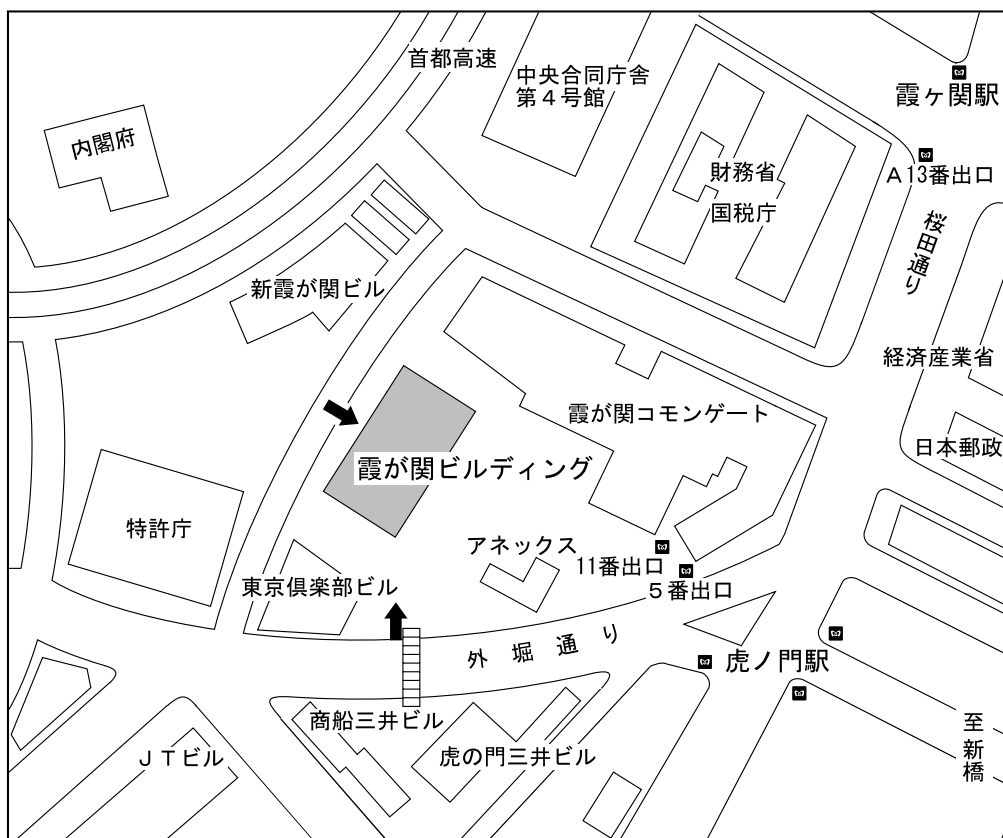 首都高速
中央合同庁舎
第４号館
霞ヶ関駅
内閣府
財務省
Ａ13番出口
国税庁
桜田通り
新霞が関ビル
経済産業省
霞が関コモンゲート
日本郵政
霞が関ビルディング
特許庁
アネックス
11番出口
５番出口
東京倶楽部ビル
外堀通り
虎ノ門駅
商船三井ビル
至新橋
ＪＴビル
虎の門三井ビル